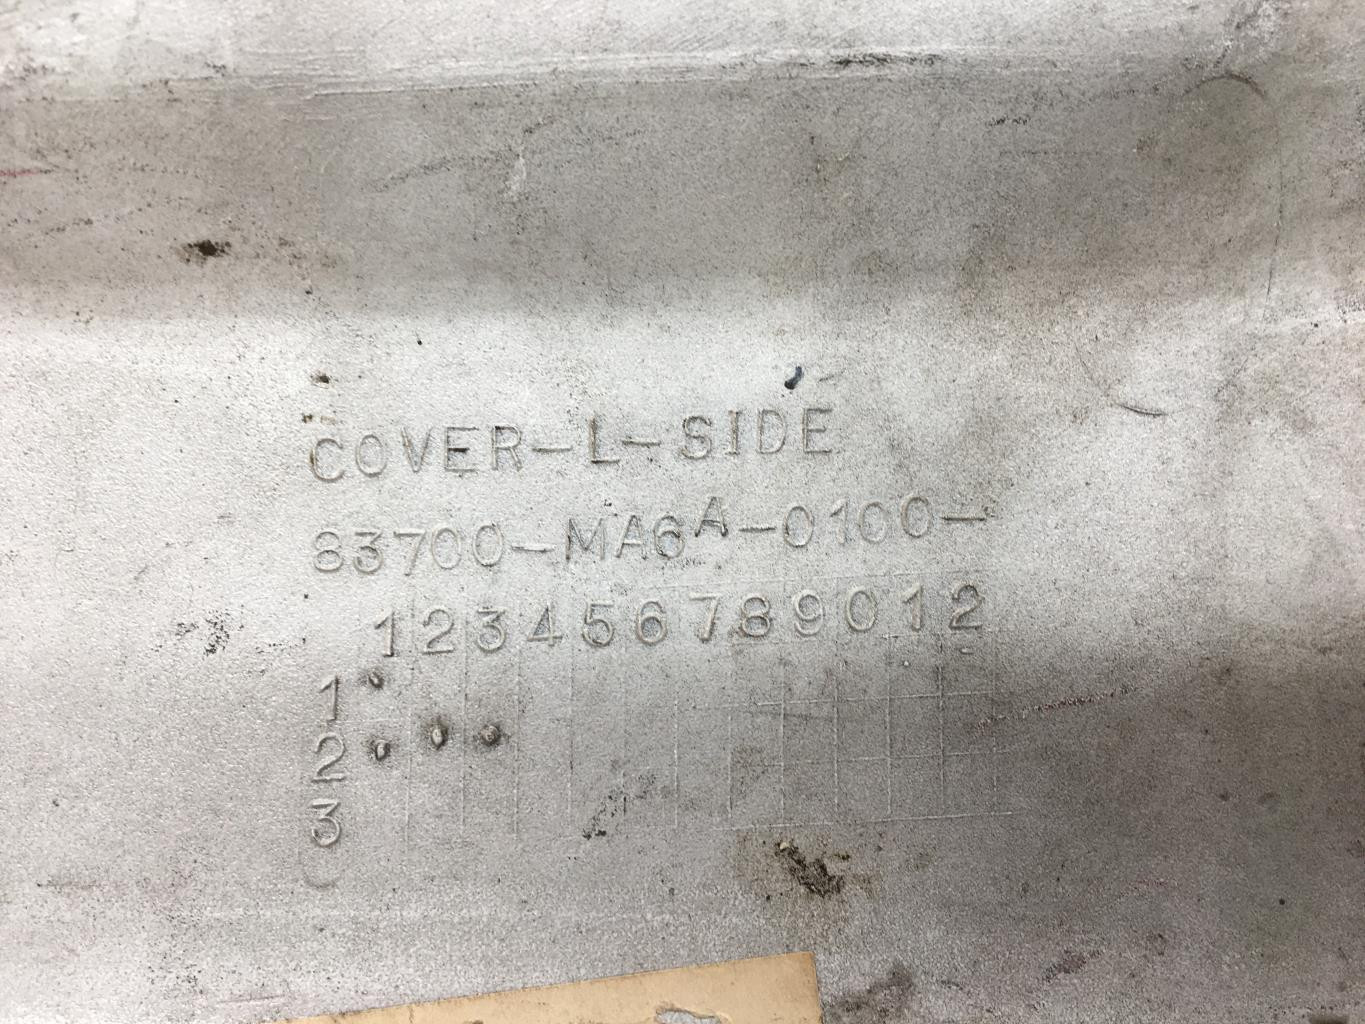 COVER-L-SIDE
83700-MA6A-0100-
123456789012
1
2
3